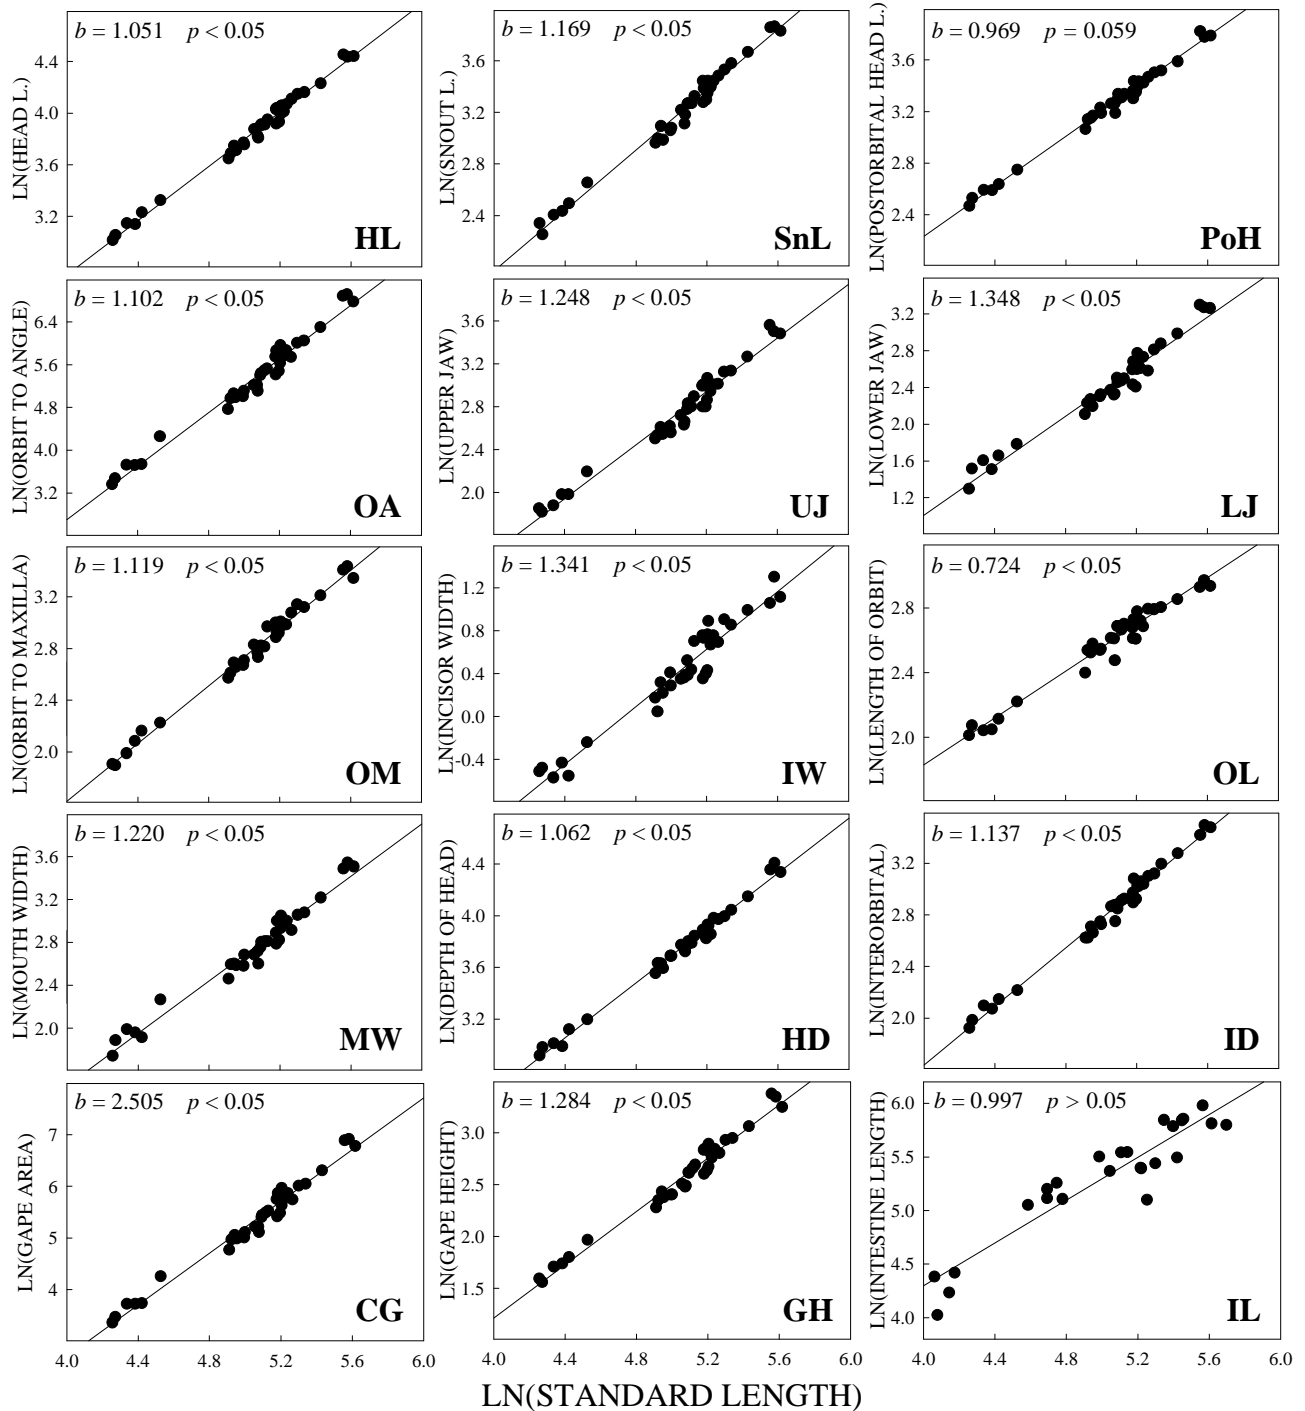 b = 1.051 p < 0.05
LN(HEAD L.)
4.4
4.0
3.6
3.2
HL
b = 1.169 p < 0.05
LN(SNOUT L.)
3.6
3.2
2.8
2.4
SnL
b = 0.969 p = 0.059
LN(POSTORBITAL HEAD L.)
3.6
3.2
2.8
2.4
PoH
b = 1.102 p < 0.05
LN(ORBIT TO ANGLE)
6.4
5.6
4.8
4.0
3.2
OA
b = 1.248 p < 0.05
LN(UPPER JAW)
3.6
3.2
2.8
2.4
2.0
UJ
b = 1.348 p < 0.05
LN(LOWER JAW)
3.2
2.8
2.4
2.0
1.6
1.2
LJ
b = 1.119 p < 0.05
LN(ORBIT TO MAXILLA)
3.2
2.8
2.4
2.0
OM
b = 1.341 p < 0.05
LN(INCISOR WIDTH)
1.2
0.8
0.4
0.0
-0.4
IW
b = 0.724 p < 0.05
LN(LENGTH OF ORBIT)
2.8
2.4
2.0
OL
b = 1.220 p < 0.05
LN(MOUTH WIDTH)
3.6
3.2
2.8
2.4
2.0
MW
b = 1.062 p < 0.05
LN(DEPTH OF HEAD)
4.4
4.0
3.6
3.2
HD
b = 1.137 p < 0.05
LN(INTERORBITAL)
3.2
2.8
2.4
2.0
ID
b = 2.505 p < 0.05
LN(GAPE AREA)
7
6
5
4
CG
4.0 4.8 5.2 5.6 6.0
b = 1.284 p < 0.05
LN(GAPE HEIGHT)
3.0
2.5
2.0
1.5
GH
4.0 4.4 4.8 5.2 5.6 6.0
b = 0.997 p > 0.05
LN(INTESTINE LENGTH)
6.0
5.5
5.0
4.5
4.0
IL
4.0 4.4 4.8 5.2 5.6 6.0
LN(STANDARD LENGTH)